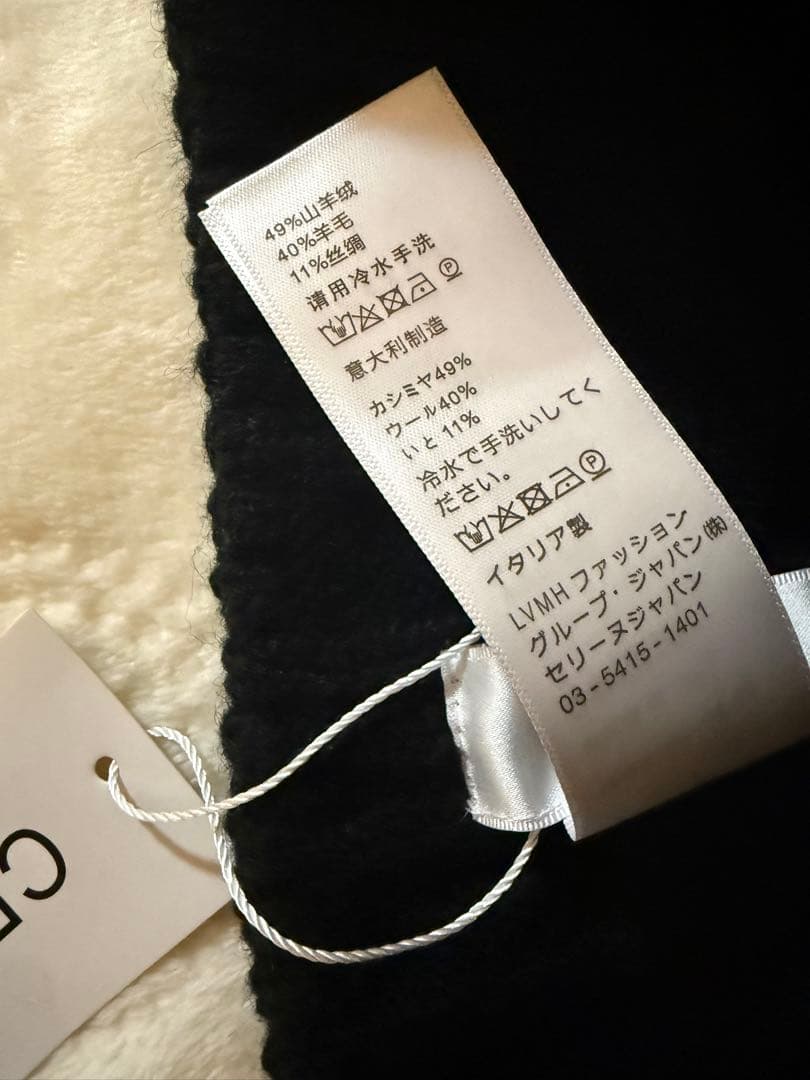 49%山羊绒
40%羊毛
11%丝绸
请用冷水手洗
P
意大利制造
カシミヤ49%
ウール40%
いと11%
冷水で手洗いしてく
ださい。
P
イタリア製
LVMH ファッション
グループ・ジャパン㈱
セリーヌジャパン
03-5415-1401